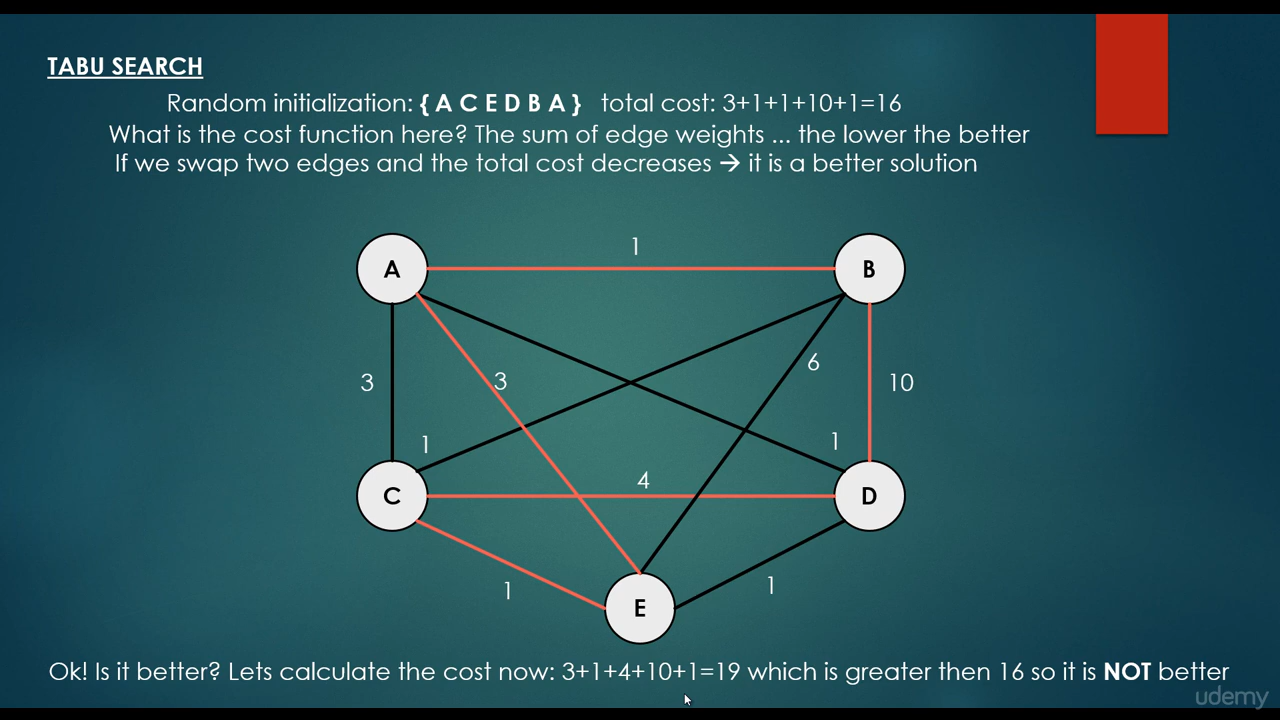 TABU SEARCH
Random initialization: { A C E D B A } total cost: 3+1+1+10+1=16
What is the cost function here? The sum of edge weights ... the lower the better
If we swap two edges and the total cost decreases → it is a better solution
1
A
B
3
3
6
10
1
1
4
C
D
1
1
E
Ok! Is it better? Lets calculate the cost now: 3+1+4+10+1=19 which is greater then 16 so it is NOT better
udemy